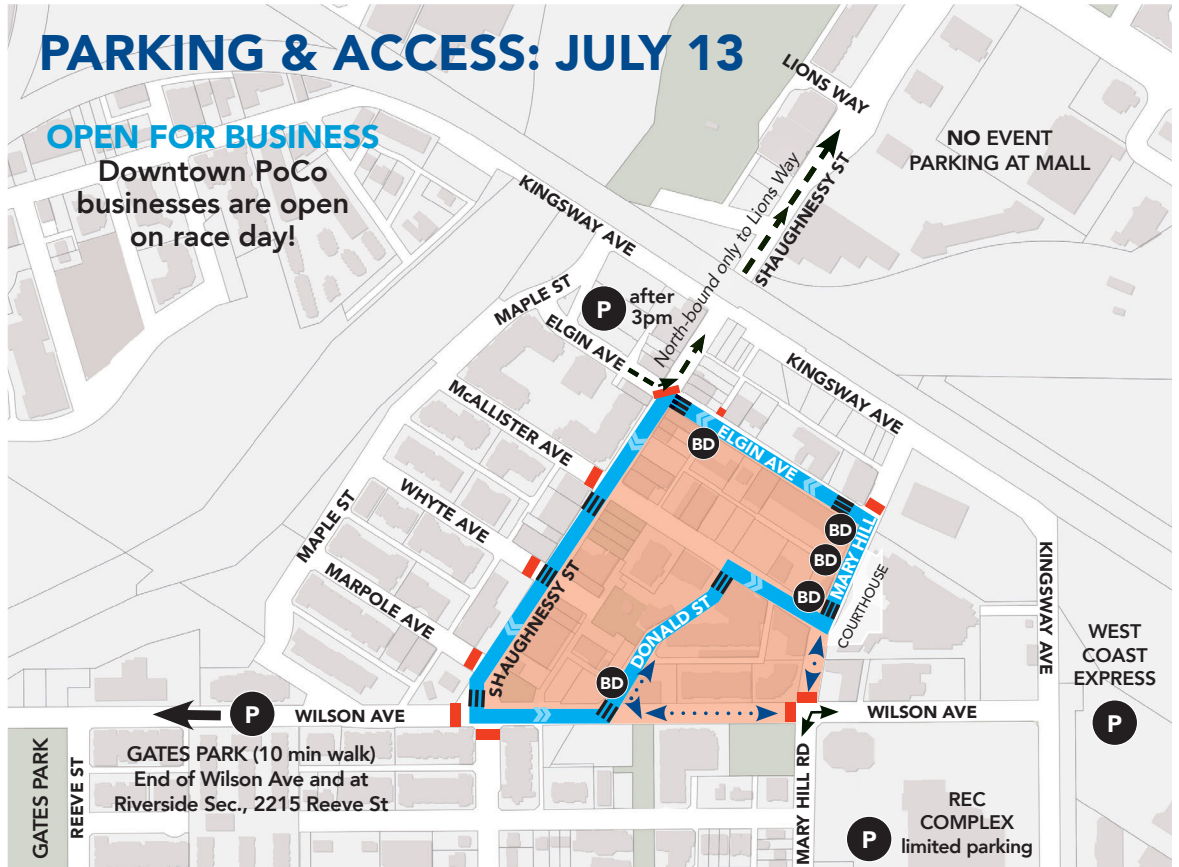 PARKING & ACCESS: JULY 13
OPEN FOR BUSINESS
Downtown PoCo
businesses are open
on race day!
LIONS WAY
NO EVENT
PARKING AT MALL
KINGSWAY AVE
North-bound only to Lions Way
SHAUGHNESSY ST
MAPLE ST
P
after
3pm
ELGIN AVE
KINGSWAY AVE
McALLISTER AVE
BD
ELGIN AVE
WHYTE AVE
MAPLE ST
BD
MARY HILL
BD
BD
COURTHOUSE
KINGSWAY AVE
MARPOLE AVE
SHAUGHNESSY ST
DONALD ST
BD
WEST
COAST
EXPRESS
P
P
WILSON AVE
WILSON AVE
GATES PARK (10 min walk)
End of Wilson Ave and at
Riverside Sec., 2215 Reeve St
GATES PARK
REEVE ST
MARY HILL RD
REC
COMPLEX
P
limited parking